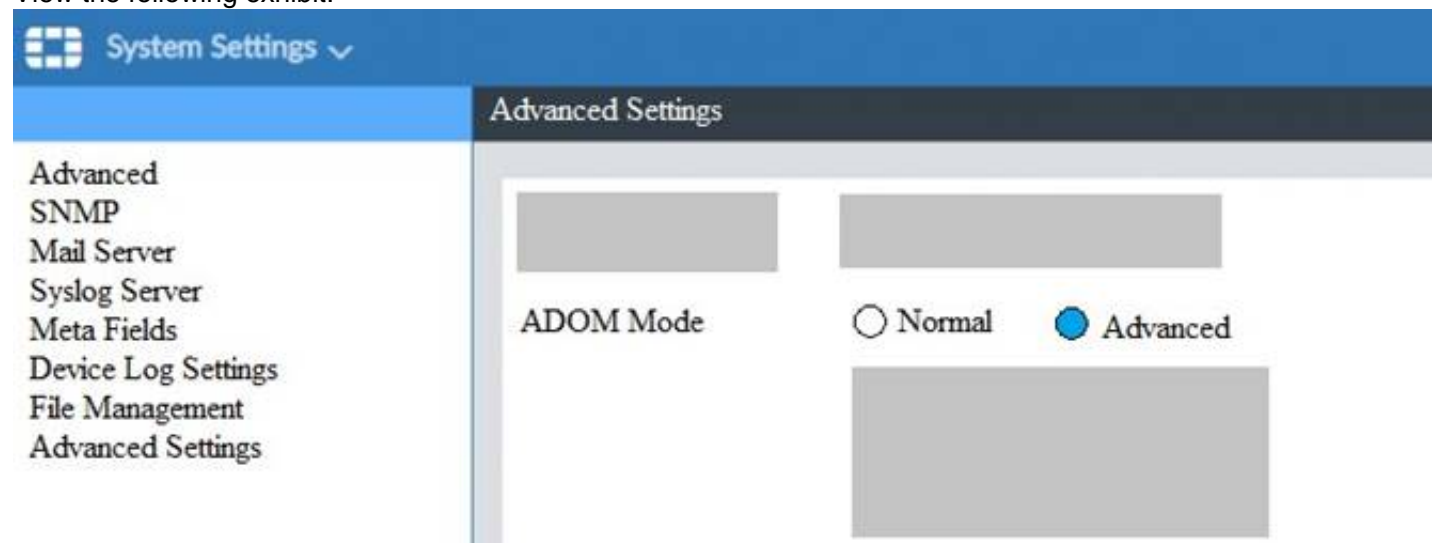 View the following exhibit.
System Settings
Advanced Settings
Advanced
SNMP
Mail Server
Syslog Server
Meta Fields
Device Log Settings
File Management
Advanced Settings
ADOM Mode
Normal
Advanced